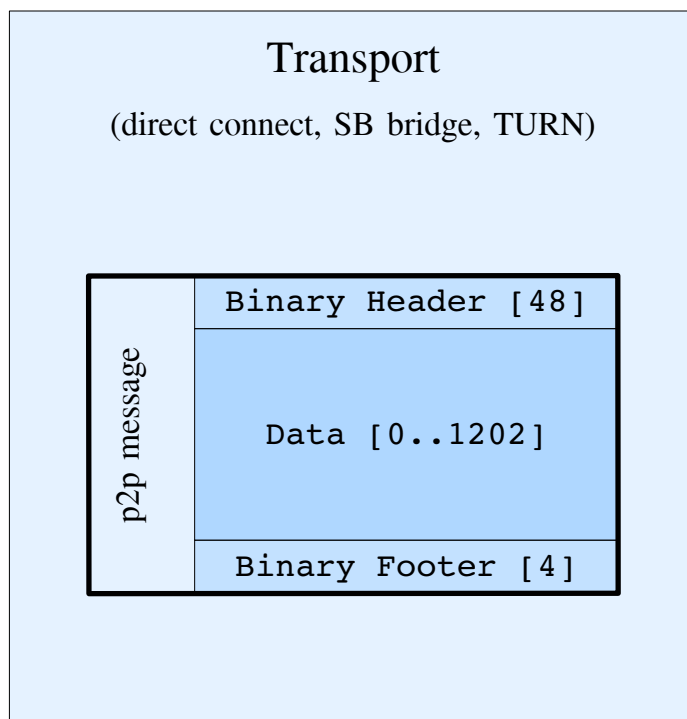 Transport
(direct connect, SB bridge, TURN)
p2p message
Binary Header [48]
Data [0..1202]
Binary Footer [4]